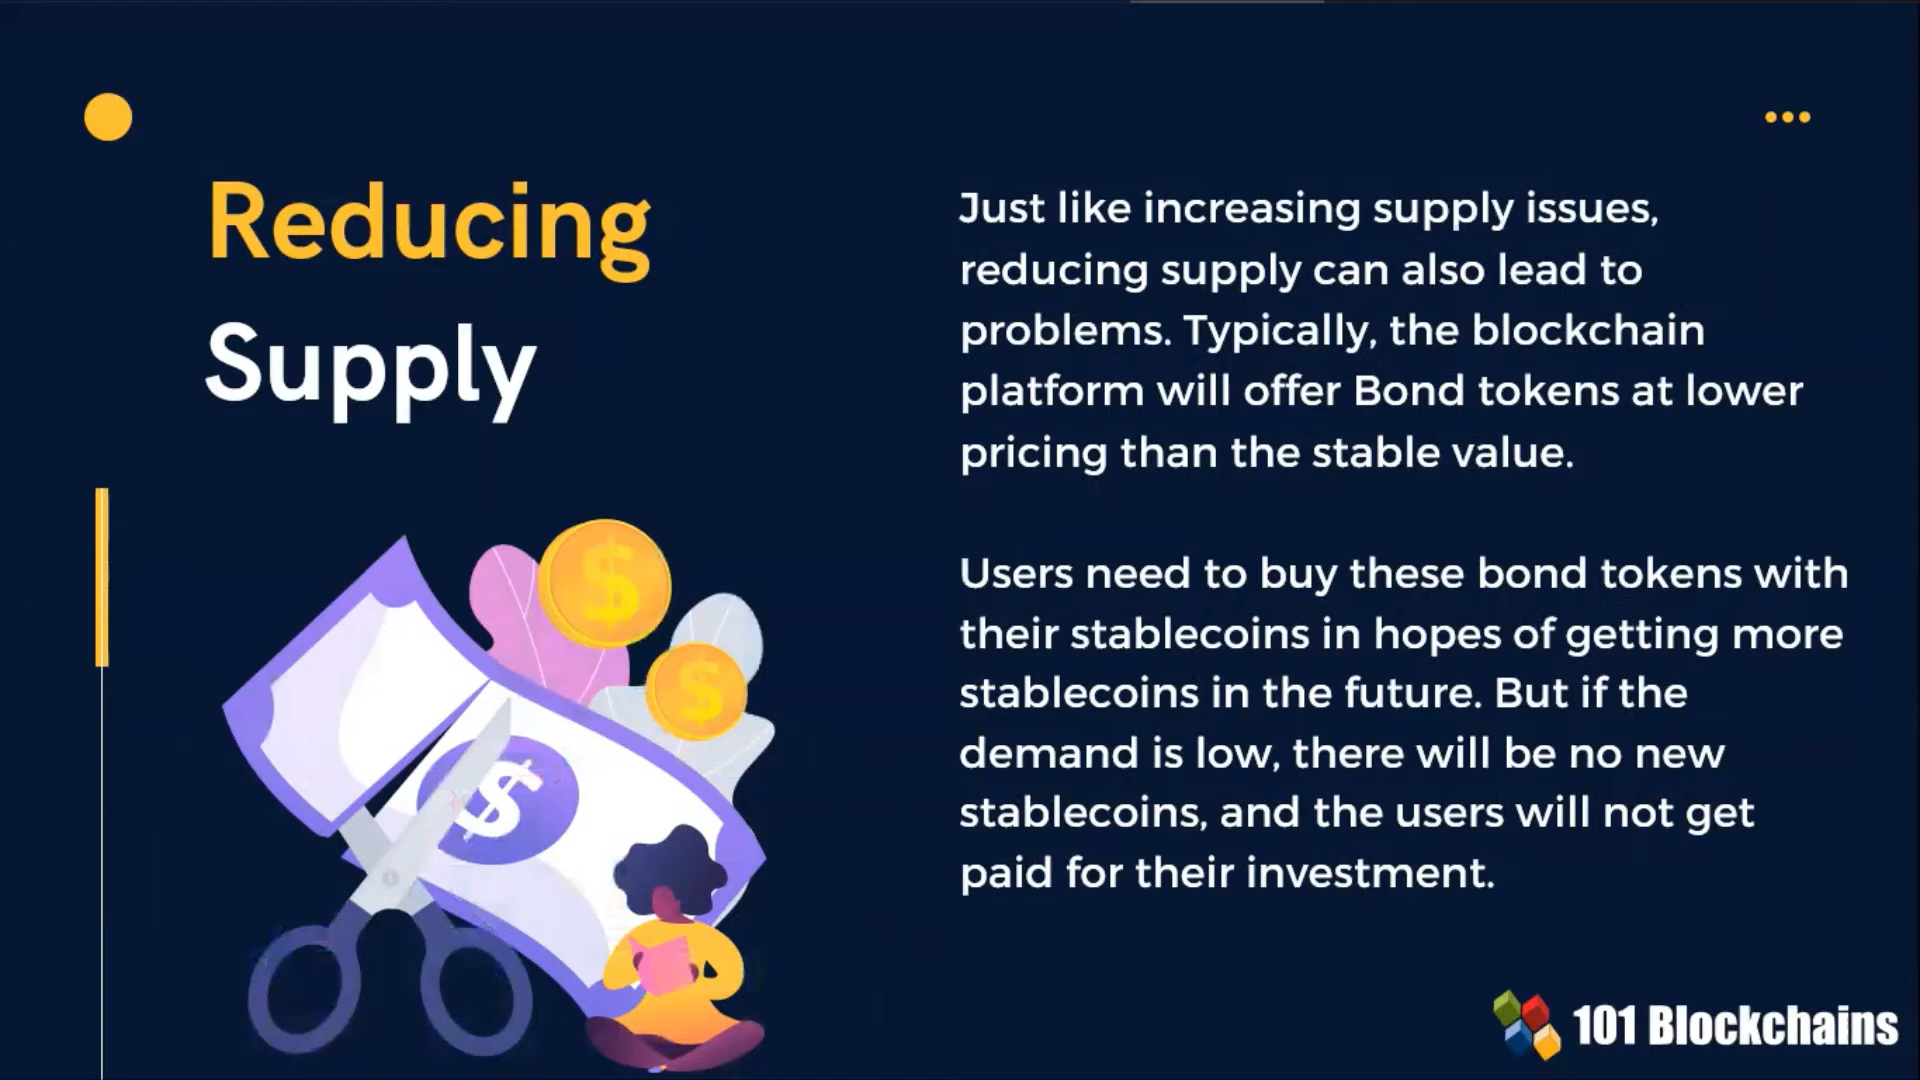 Reducing
Supply
Just like increasing supply issues,
reducing supply can also lead to
problems. Typically, the blockchain
platform will offer Bond tokens at lower
pricing than the stable value.
Users need to buy these bond tokens with
their stablecoins in hopes of getting more
stablecoins in the future. But if the
demand is low, there will be no new
stablecoins, and the users will not get
paid for their investment.
$
$
$
101 Blockchains